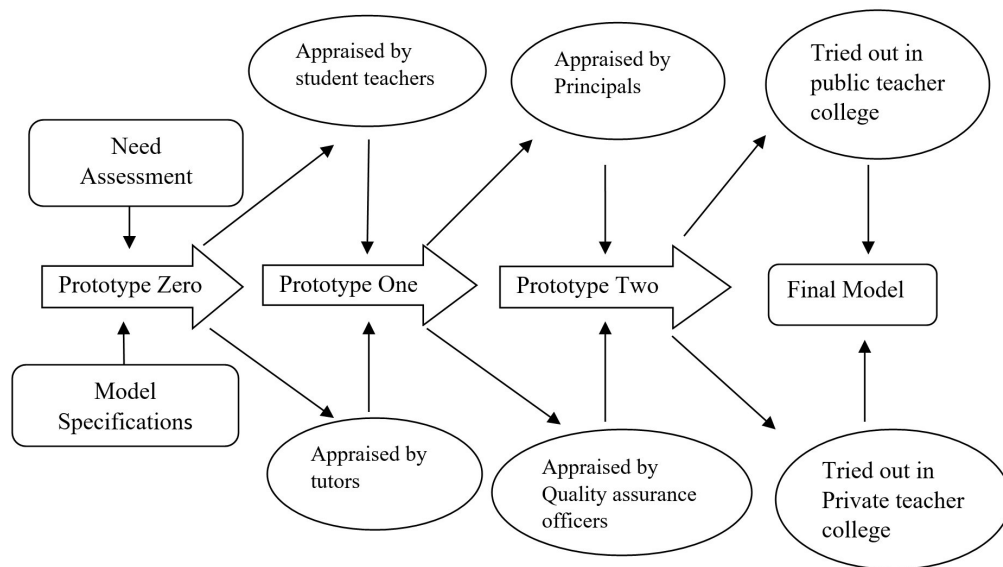 Appraised by
student teachers
Appraised by
Principals
Tried out in
public teacher
college
Need
Assessment
Prototype Zero
Prototype One
Prototype Two
Final Model
Model
Specifications
Appraised by
tutors
Appraised by
Quality assurance
officers
Tried out in
Private teacher
college